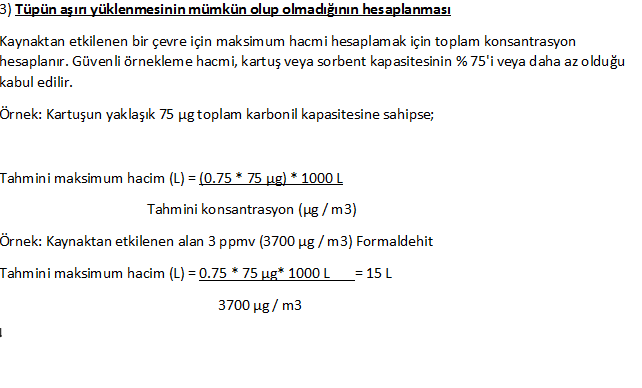 3) Tüpün aşırı yüklenmesinin mümkün olup olmadığının hesaplanması
Kaynaktan etkilenen bir çevre için maksimum hacmi hesaplamak için toplam konsantrasyon
hesaplanır. Güvenli örnekleme hacmi, kartuş veya sorbent kapasitesinin % 75'i veya daha az olduğu
kabul edilir.
Örnek: Kartuşun yaklaşık 75 µg toplam karbonil kapasitesine sahipse;
Tahmini maksimum hacim (L) = (0.75 * 75 µg) * 1000 L
Tahmini konsantrasyon (µg / m3)
Örnek: Kaynaktan etkilenen alan 3 ppmv (3700 µg / m3) Formaldehit
Tahmini maksimum hacim (L) = 0.75 * 75 µg* 1000 L = 15 L
3700 µg / m3